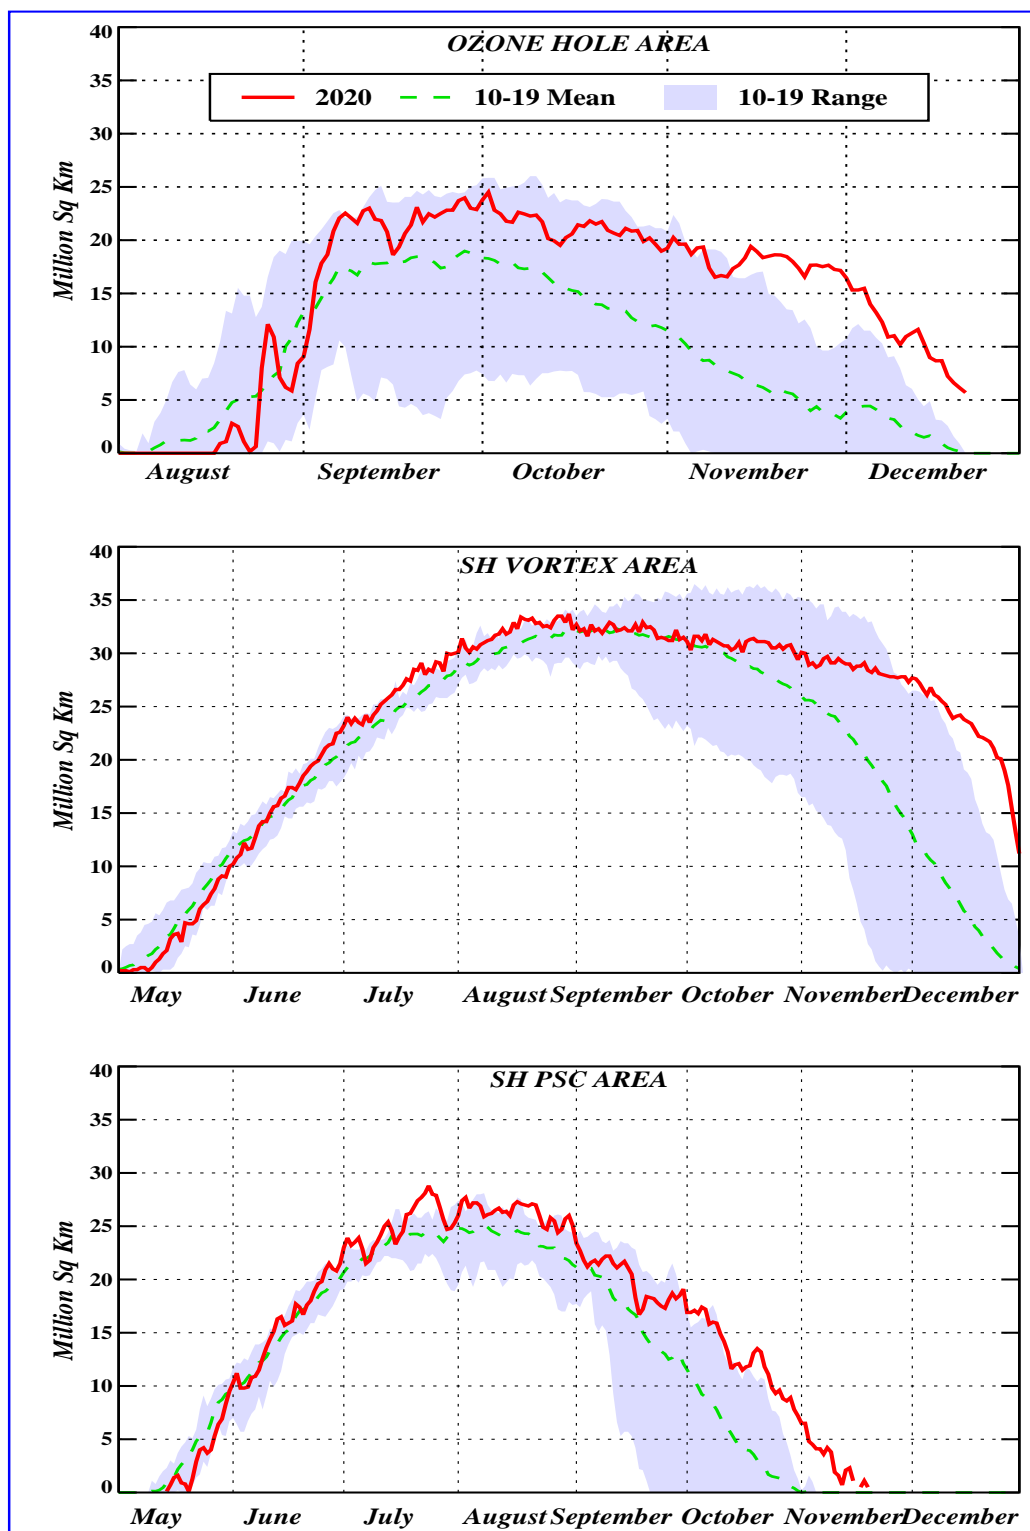 OZONE HOLE AREA
2020 10-19 Mean 10-19 Range
Million Sq Km
40
35
30
25
20
15
10
5
0
August September October November December
SH VORTEX AREA
Million Sq Km
40
35
30
25
20
15
10
5
0
May June July August September October November December
SH PSC AREA
Million Sq Km
40
35
30
25
20
15
10
5
0
May June July August September October November December